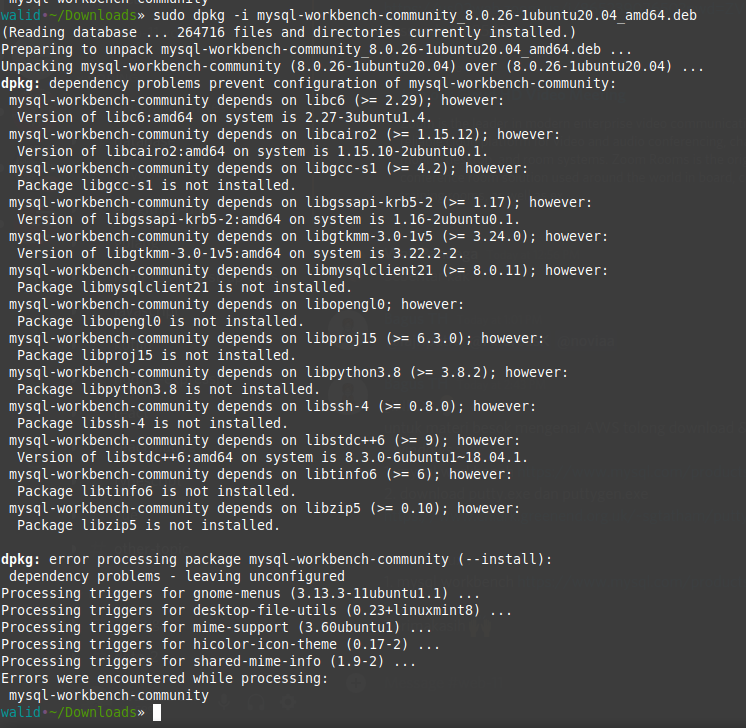 mysql-workbench-community
walid•~/Downloads» sudo dpkg -i mysql-workbench-community_8.0.26-1ubuntu20.04_amd64.deb
(Reading database ... 264716 files and directories currently installed.)
Preparing to unpack mysql-workbench-community_8.0.26-1ubuntu20.04_amd64.deb ...
Unpacking mysql-workbench-community (8.0.26-1ubuntu20.04) over (8.0.26-1ubuntu20.04) ...
dpkg: dependency problems prevent configuration of mysql-workbench-community:
 mysql-workbench-community depends on libc6 (>= 2.29); however:
  Version of libc6:amd64 on system is 2.27-3ubuntu1.4.
 mysql-workbench-community depends on libcairo2 (>= 1.15.12); however:
  Version of libcairo2:amd64 on system is 1.15.10-2ubuntu0.1.
 mysql-workbench-community depends on libgcc-s1 (>= 4.2); however:
  Package libgcc-s1 is not installed.
 mysql-workbench-community depends on libgssapi-krb5-2 (>= 1.17); however:
  Version of libgssapi-krb5-2:amd64 on system is 1.16-2ubuntu0.1.
 mysql-workbench-community depends on libgtkmm-3.0-1v5 (>= 3.24.0); however:
  Version of libgtkmm-3.0-1v5:amd64 on system is 3.22.2-2.
 mysql-workbench-community depends on libmysqlclient21 (>= 8.0.11); however:
  Package libmysqlclient21 is not installed.
 mysql-workbench-community depends on libopengl0; however:
  Package libopengl0 is not installed.
 mysql-workbench-community depends on libproj15 (>= 6.3.0); however:
  Package libproj15 is not installed.
 mysql-workbench-community depends on libpython3.8 (>= 3.8.2); however:
  Package libpython3.8 is not installed.
 mysql-workbench-community depends on libssh-4 (>= 0.8.0); however:
  Package libssh-4 is not installed.
 mysql-workbench-community depends on libstdc++6 (>= 9); however:
  Version of libstdc++6:amd64 on system is 8.3.0-6ubuntu1~18.04.1.
 mysql-workbench-community depends on libtinfo6 (>= 6); however:
  Package libtinfo6 is not installed.
 mysql-workbench-community depends on libzip5 (>= 0.10); however:
  Package libzip5 is not installed.

dpkg: error processing package mysql-workbench-community (--install):
 dependency problems - leaving unconfigured
Processing triggers for gnome-menus (3.13.3-11ubuntu1.1) ...
Processing triggers for desktop-file-utils (0.23+linuxmint8) ...
Processing triggers for mime-support (3.60ubuntu1) ...
Processing triggers for hicolor-icon-theme (0.17-2) ...
Processing triggers for shared-mime-info (1.9-2) ...
Errors were encountered while processing:
 mysql-workbench-community
walid•~/Downloads»